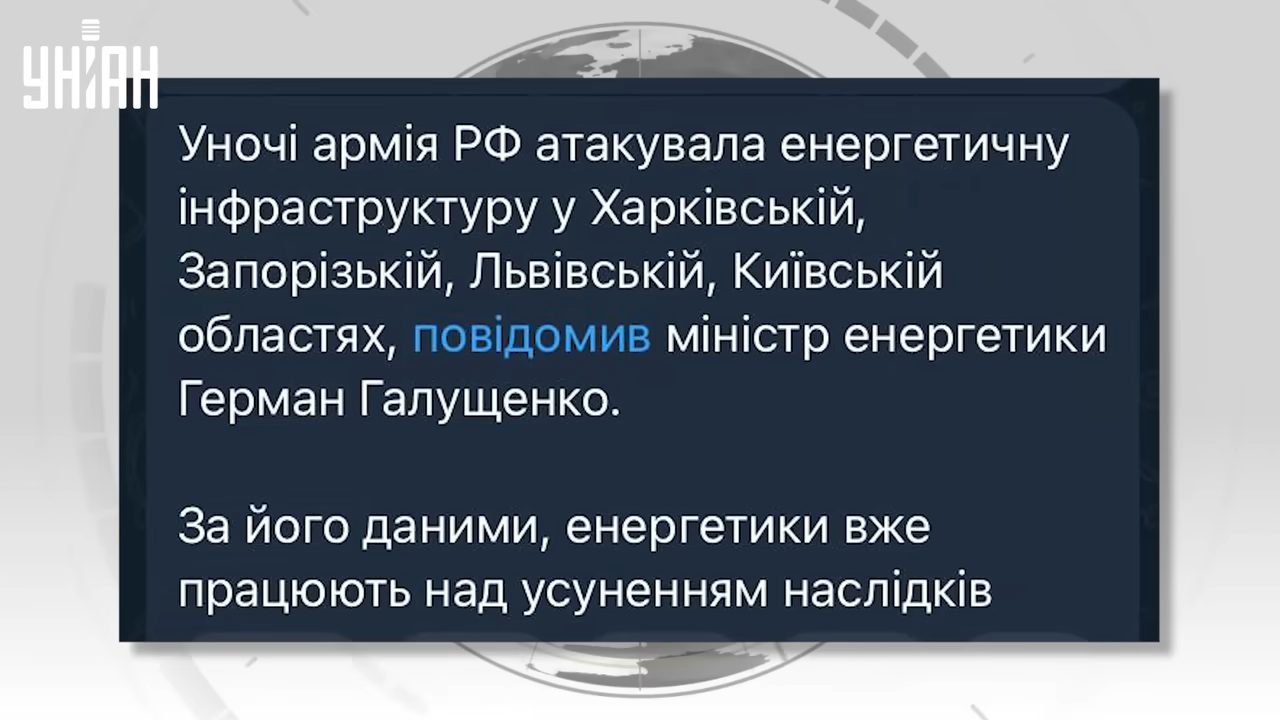 УНІАН
Уночі армія РФ атакувала енергетичну
інфраструктуру у Харківській,
Запорізькій, Львівській, Київській
областях, повідомив міністр енергетики
Герман Галущенко.
За його даними, енергетики вже
працюють над усуненням наслідків